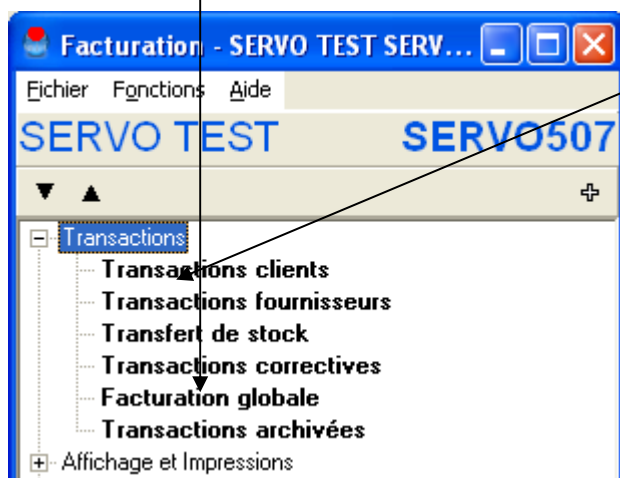 Facturation - SERVO TEST SERV...
Fichier Fonctions Aide
SERVO TEST SERVO507
Transactions
Transactions clients
Transactions fournisseurs
Transfert de stock
Transactions correctives
Facturation globale
Transactions archivées
Affichage et Impressions